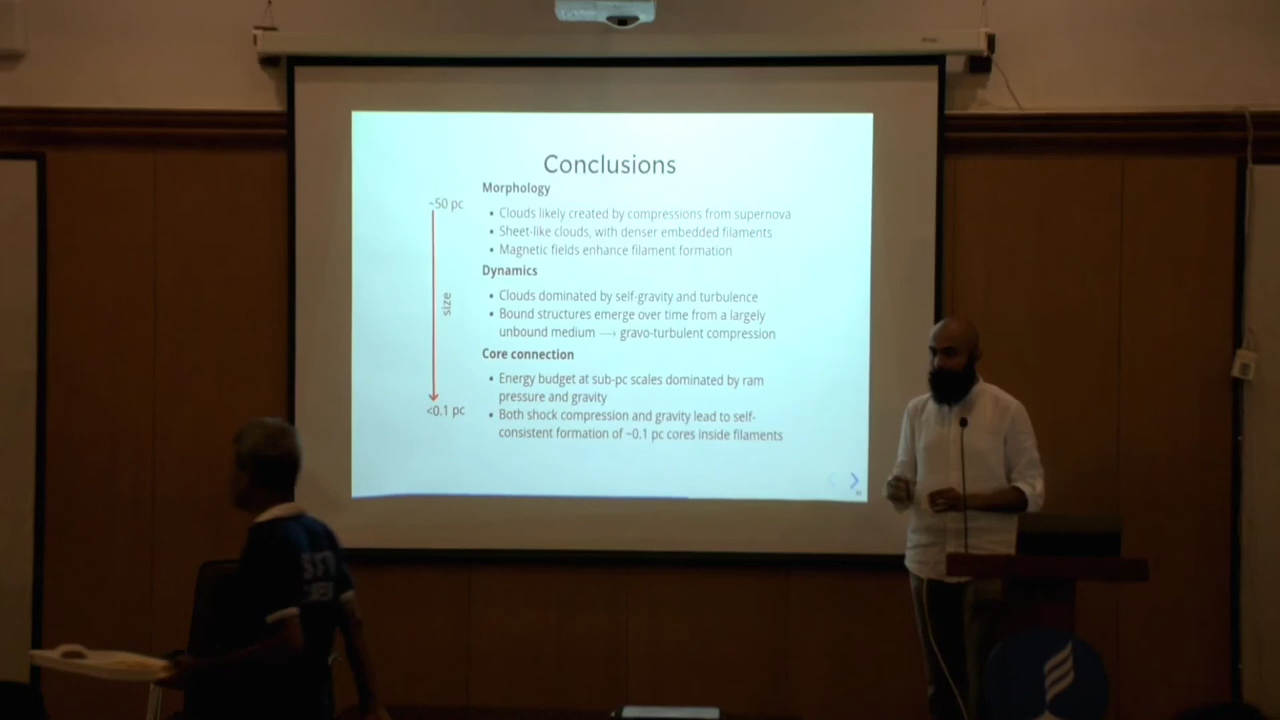 Conclusions
Morphology
~50 pc
• Clouds likely created by compressions from supernova
• Sheet-like clouds, with denser embedded filaments
• Magnetic fields enhance filament formation
Dynamics
size
• Clouds dominated by self-gravity and turbulence
• Bound structures emerge over time from a largely
unbound medium ⟶ gravo-turbulent compression
Core connection
• Energy budget at sub-pc scales dominated by ram
pressure and gravity
<0.1 pc
• Both shock compression and gravity lead to self-
consistent formation of ~0.1 pc cores inside filaments